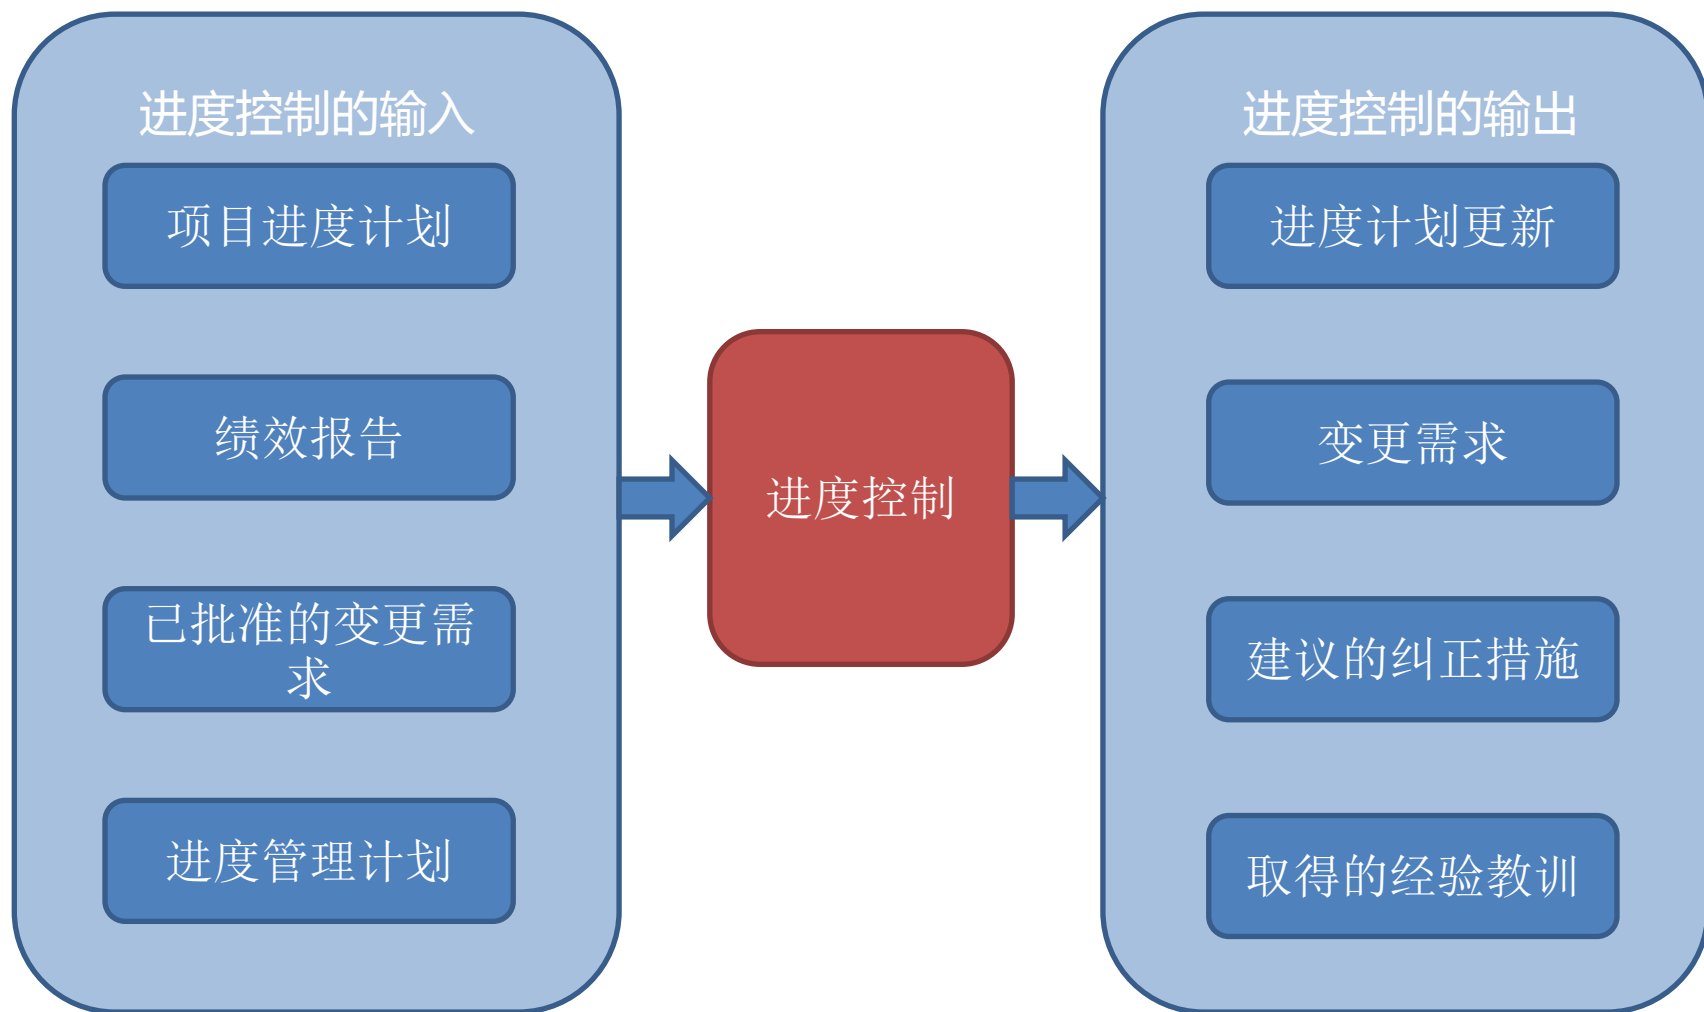 进度控制的输入
项目进度计划
绩效报告
已批准的变更需
求
进度管理计划
进度控制
进度控制的输出
进度计划更新
变更需求
建议的纠正措施
取得的经验教训